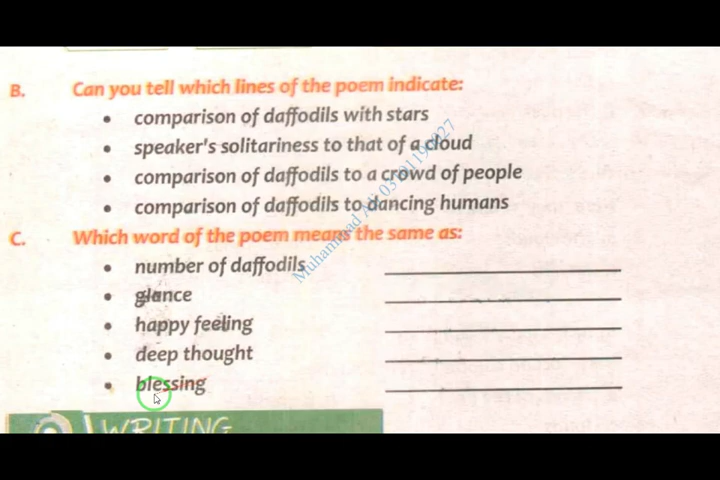 B. Can you tell which lines of the poem indicate:
• comparison of daffodils with stars
• speaker's solitariness to that of a cloud
• comparison of daffodils to a crowd of people
• comparison of daffodils to dancing humans
C. Which word of the poem means the same as:
• number of daffodils
• glance
• happy feeling
• deep thought
• blessing
WRITING
Muhammad Ali